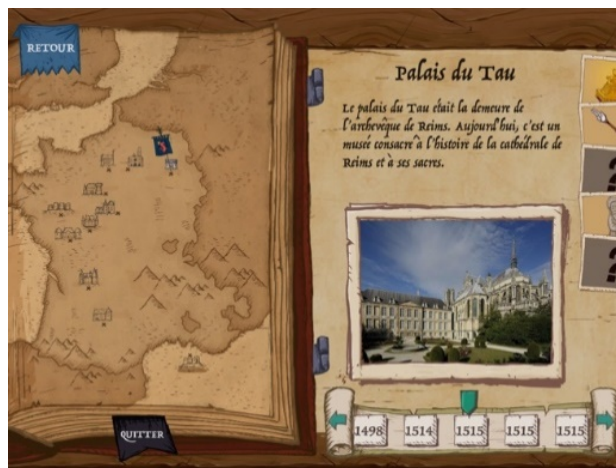 RETOUR
Palais du Tau
Le palais du Tau était la demeure de
l'archevêque de Reims. Aujourd'hui, c'est un
musée consacré à l'histoire de la cathédrale de
Reims et à ses sacres.
QUITTER
1498
1514
1515
1515
1515